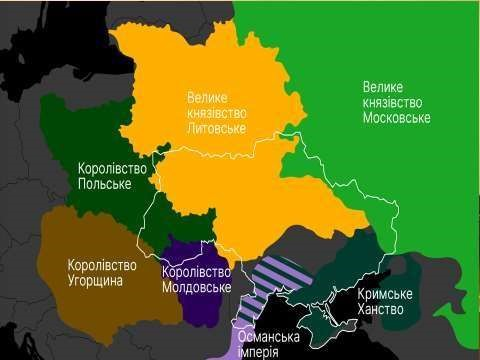 Велике
князівство
Литовське
Велике
князівство
Московське
Королівство
Польське
Королівство
Угорщина
Королівство
Молдовське
Кримське
Ханство
Османська
імперія